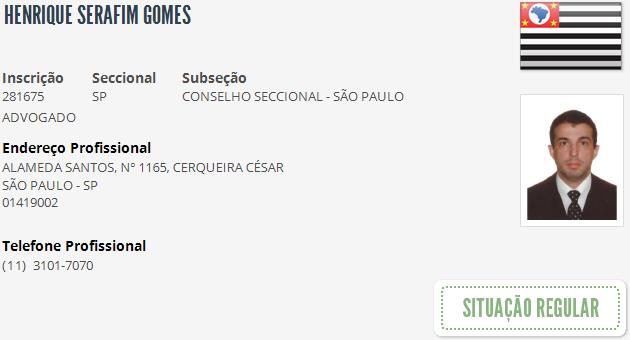 HENRIQUE SERAFIM GOMES
Inscrição Seccional Subseção
281675 SP CONSELHO SECCIONAL - SÃO PAULO
ADVOGADO
Endereço Profissional
ALAMEDA SANTOS, Nº 1165, CERQUEIRA CÉSAR
SÃO PAULO - SP
01419002
Telefone Profissional
(11) 3101-7070
SITUAÇÃO REGULAR